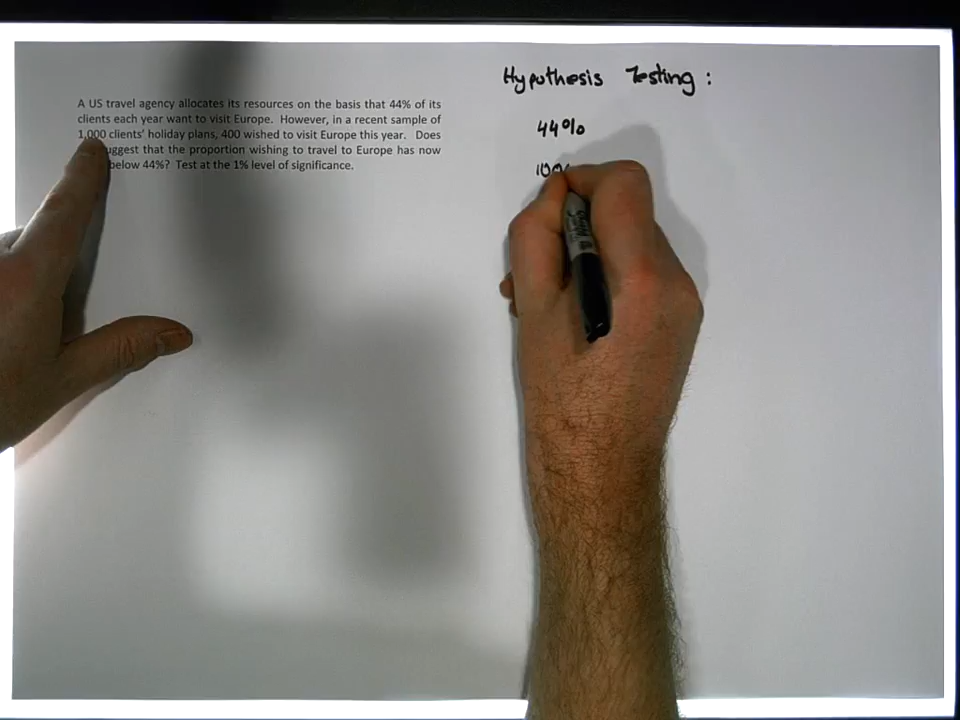 A US travel agency allocates its resources on the basis that 44% of its
clients each year want to visit Europe. However, in a recent sample of
1,000 clients' holiday plans, 400 wished to visit Europe this year. Does
uggest that the proportion wishing to travel to Europe has now
below 44%? Test at the 1% level of significance.
Hypothesis Testing :
44%
100